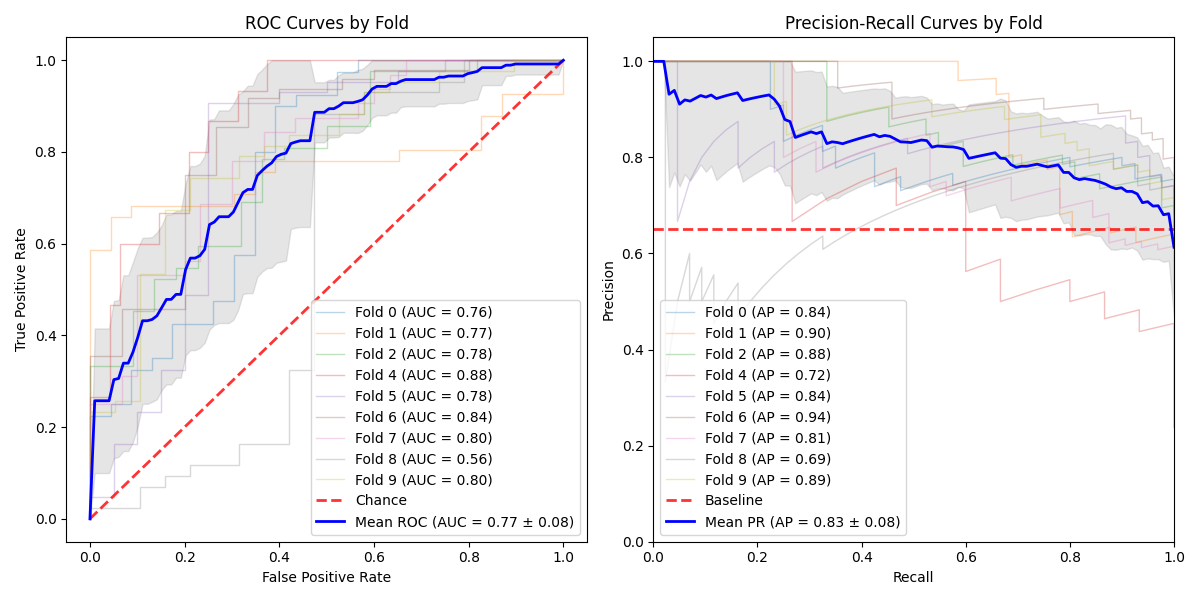 ROC Curves by Fold
True Positive Rate
1.0
0.8
0.6
0.4
0.2
0.0
Fold 0 (AUC = 0.76)
Fold 1 (AUC = 0.77)
Fold 2 (AUC = 0.78)
Fold 4 (AUC = 0.88)
Fold 5 (AUC = 0.78)
Fold 6 (AUC = 0.84)
Fold 7 (AUC = 0.80)
Fold 8 (AUC = 0.56)
Fold 9 (AUC = 0.80)
Chance
Mean ROC (AUC = 0.77 ± 0.08)
0.0 0.2 0.4 0.6 0.8 1.0
False Positive Rate
Precision-Recall Curves by Fold
Precision
1.0
0.8
0.6
0.4
0.2
0.0
Fold 0 (AP = 0.84)
Fold 1 (AP = 0.90)
Fold 2 (AP = 0.88)
Fold 4 (AP = 0.72)
Fold 5 (AP = 0.84)
Fold 6 (AP = 0.94)
Fold 7 (AP = 0.81)
Fold 8 (AP = 0.69)
Fold 9 (AP = 0.89)
Baseline
Mean PR (AP = 0.83 ± 0.08)
0.0 0.2 0.4 0.6 0.8 1.0
Recall